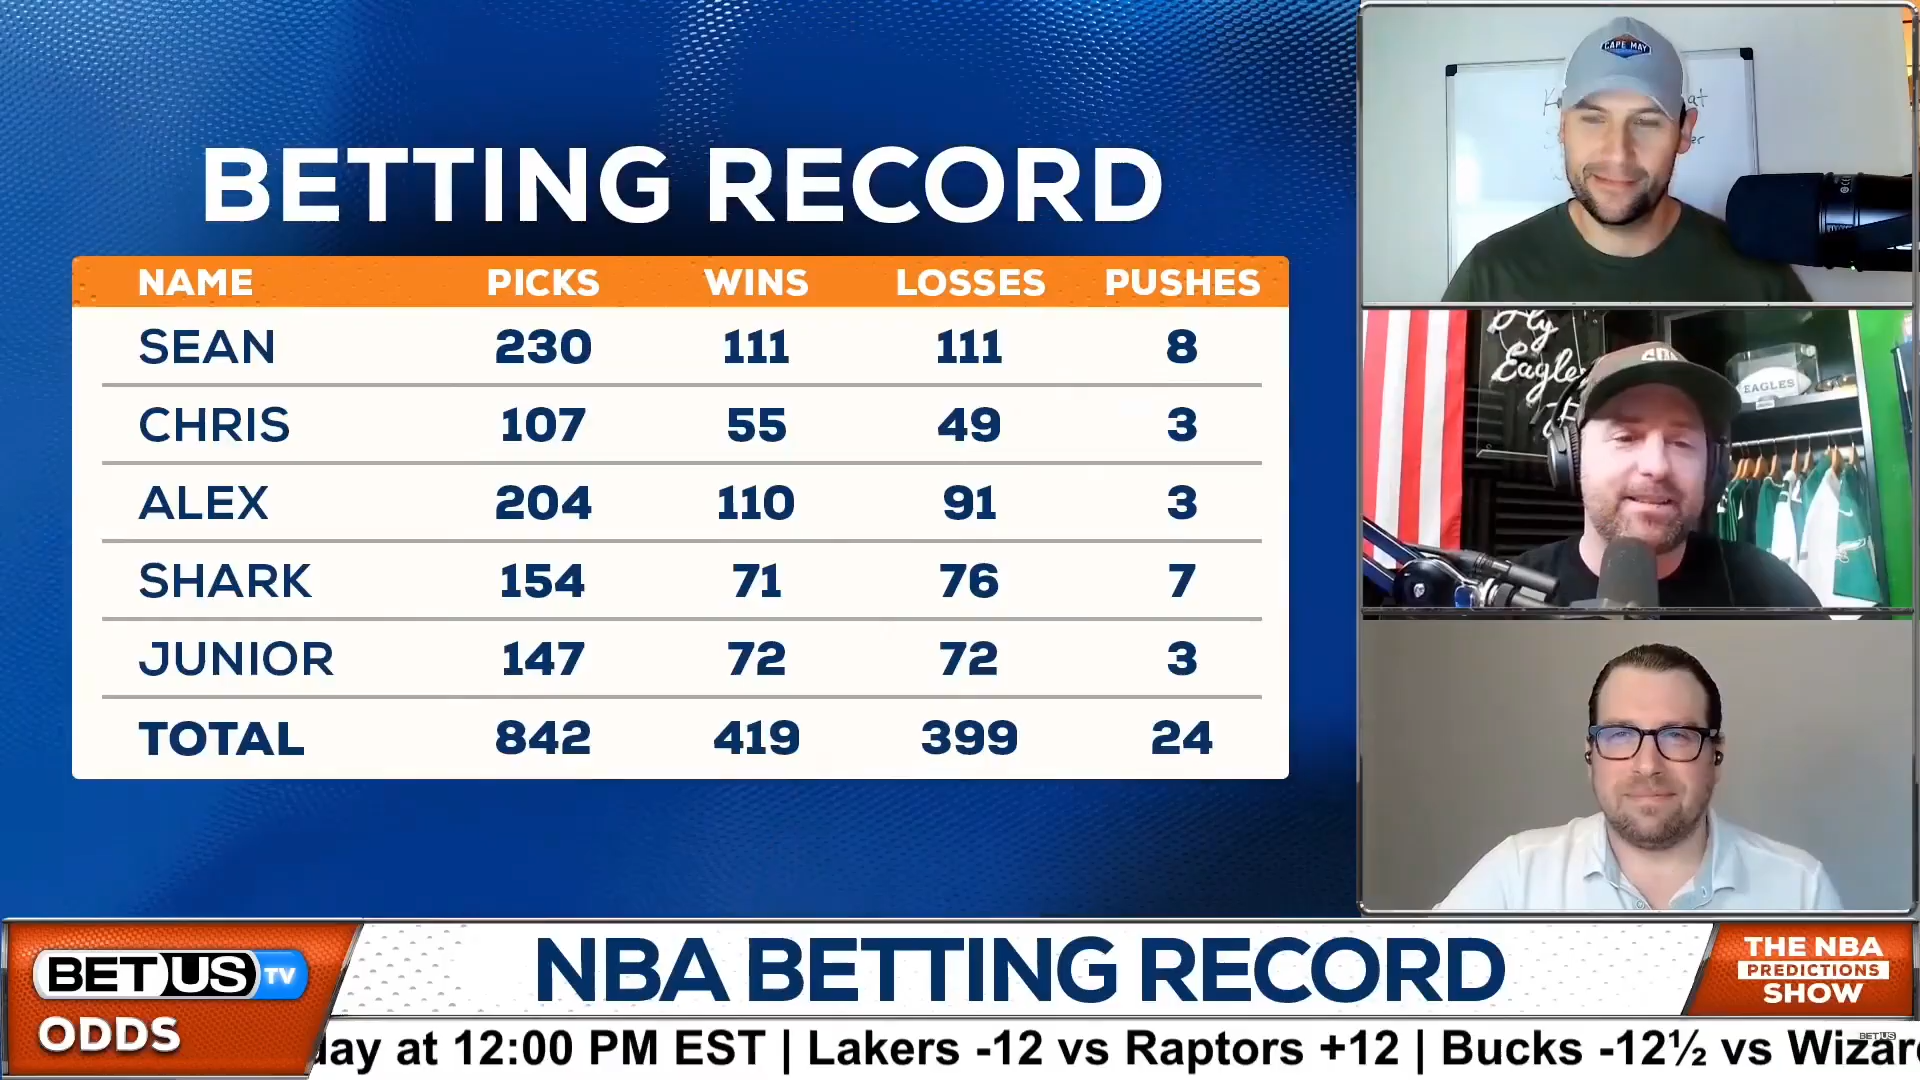 BETTING RECORD
NAME PICKS WINS LOSSES PUSHES
SEAN 230 111 111 8
CHRIS 107 55 49 3
ALEX 204 110 91 3
SHARK 154 71 76 7
JUNIOR 147 72 72 3
TOTAL 842 419 399 24
CAPE MAY
Fly
Eagles
EAGLES
BETUS TV
ODDS
NBA BETTING RECORD
THE NBA
PREDICTIONS
SHOW
at 12:00 PM EST | Lakers -12 vs Raptors +12 | Bucks -12½ vs
BETUS